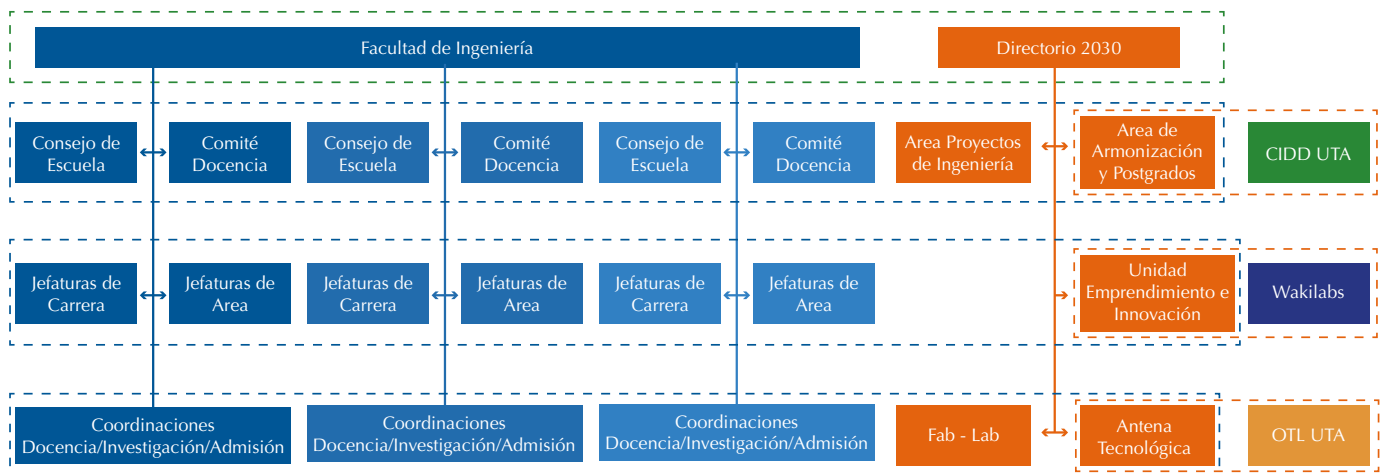 Facultad de Ingeniería
Directorio 2030
Consejo de
Escuela
Comité
Docencia
Consejo de
Escuela
Comité
Docencia
Consejo de
Escuela
Comité
Docencia
Area Proyectos
de Ingeniería
Area de
Armonización
y Postgrados
CIDD UTA
Jefaturas de
Carrera
Jefaturas de
Area
Jefaturas de
Carrera
Jefaturas de
Area
Jefaturas de
Carrera
Jefaturas de
Area
Unidad
Emprendimiento e
Innovación
Wakilabs
Coordinaciones
Docencia/Investigación/Admisión
Coordinaciones
Docencia/Investigación/Admisión
Coordinaciones
Docencia/Investigación/Admisión
Fab - Lab
Antena
Tecnológica
OTL UTA